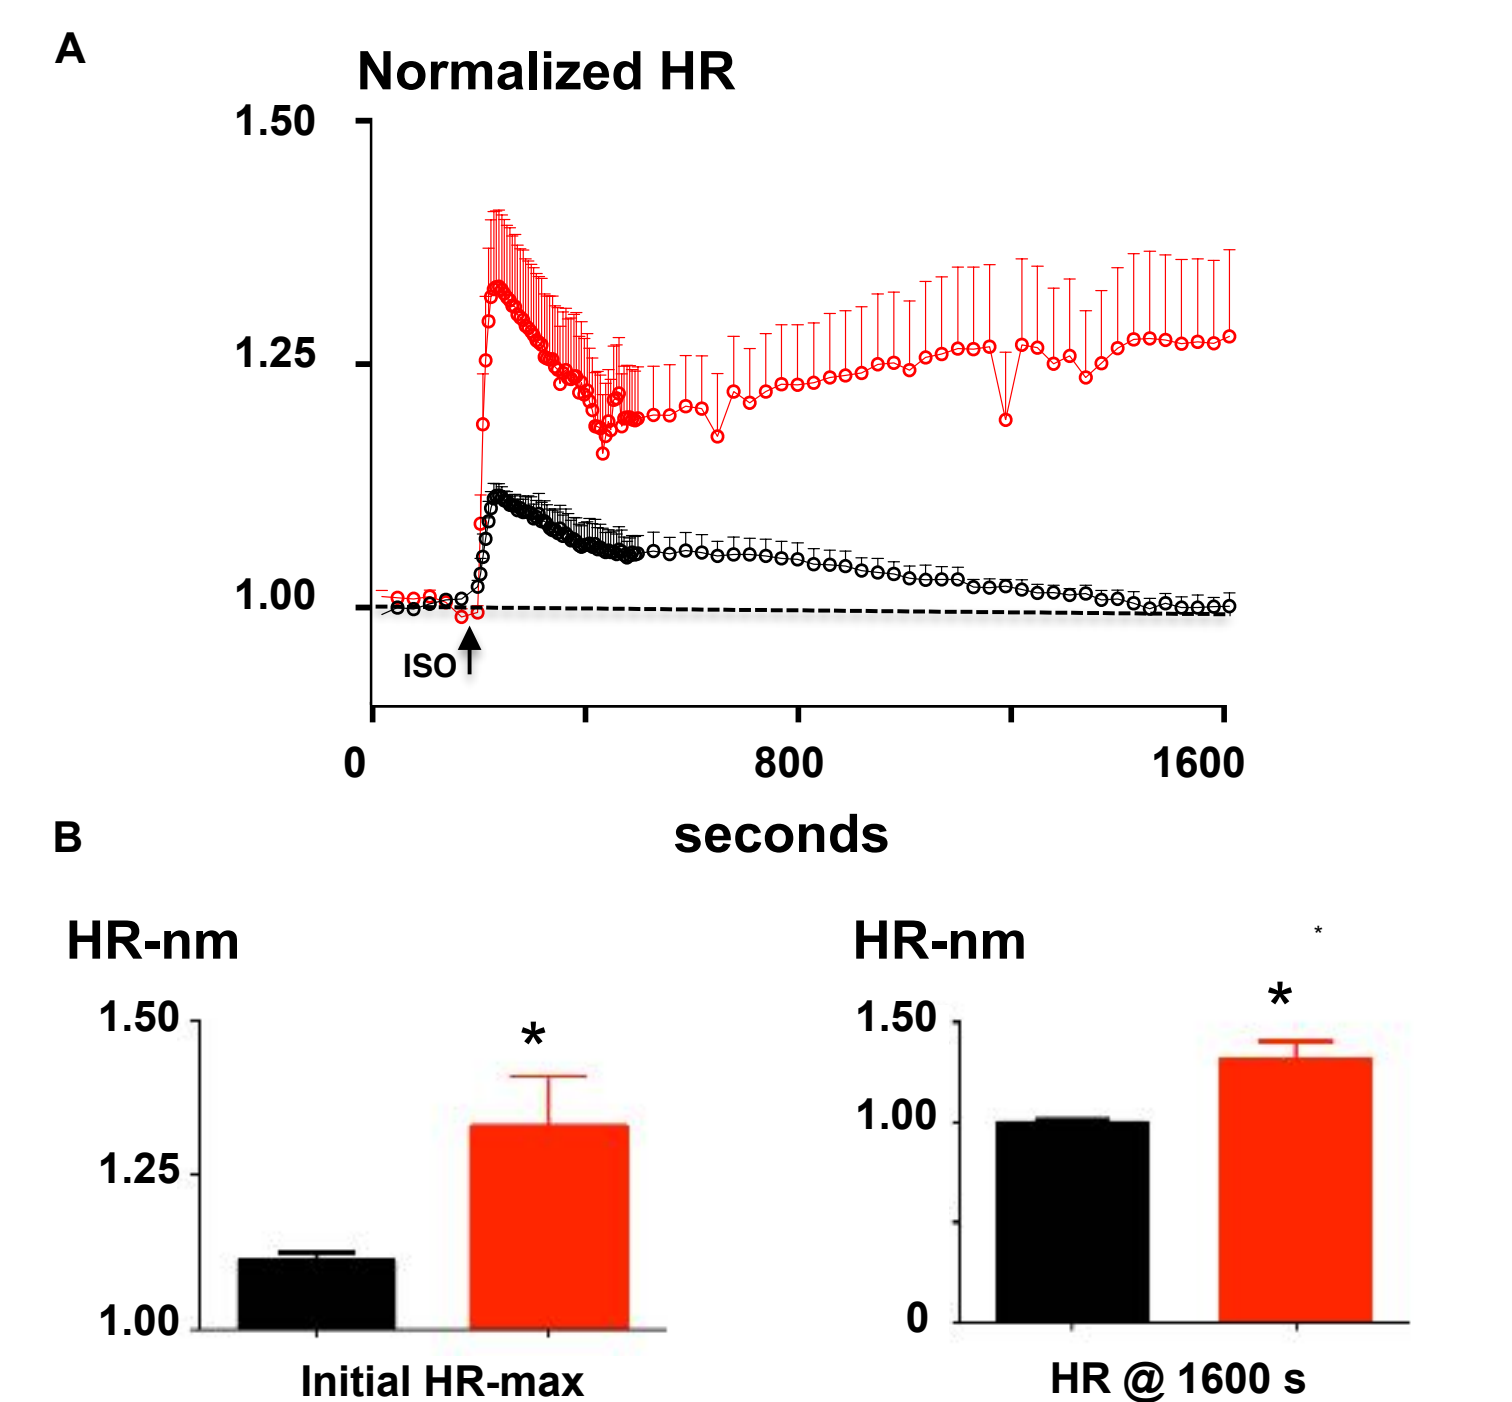 A
Normalized HR
1.50
1.25
1.00
ISO
0 800 1600
seconds
B
HR-nm
1.50
*
1.25
1.00
Initial HR-max
HR-nm
*
*
1.50
1.00
0
HR @ 1600 s